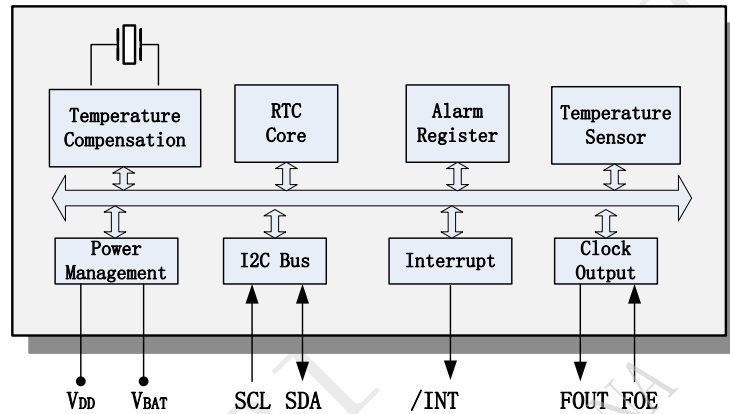 Temperature
Compensation
RTC
Core
Alarm
Register
Temperature
Sensor
Power
Management
I2C Bus
Interrupt
Clock
Output
VDD
VBAT
SCL
SDA
/INT
FOUT
FOE